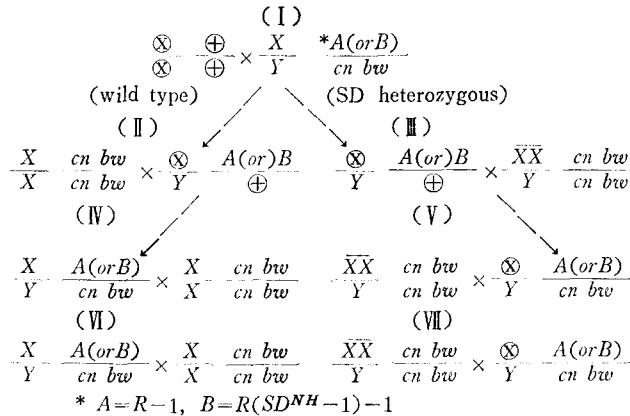 (Ⅰ)
ⓧ ⊕ × X *A(orB)
ⓧ ⊕ Y cn bw
(wild type) (SD heterozygous)
(Ⅱ) (Ⅲ)
X cn bw × ⓧ A(or)B ⓧ A(or)B × X͞X cn bw
X cn bw Y ⊕ Y ⊕ Y cn bw
(Ⅳ) (Ⅴ)
X A(orB) × X cn bw X͞X cn bw × ⓧ A(orB)
Y cn bw X cn bw Y cn bw Y cn bw
(Ⅵ) (Ⅶ)
X A(orB) × X cn bw X͞X cn bw × ⓧ A(orB)
Y cn bw X cn bw Y cn bw Y cn bw
* A=R−1, B=R(SD^NH−1)−1